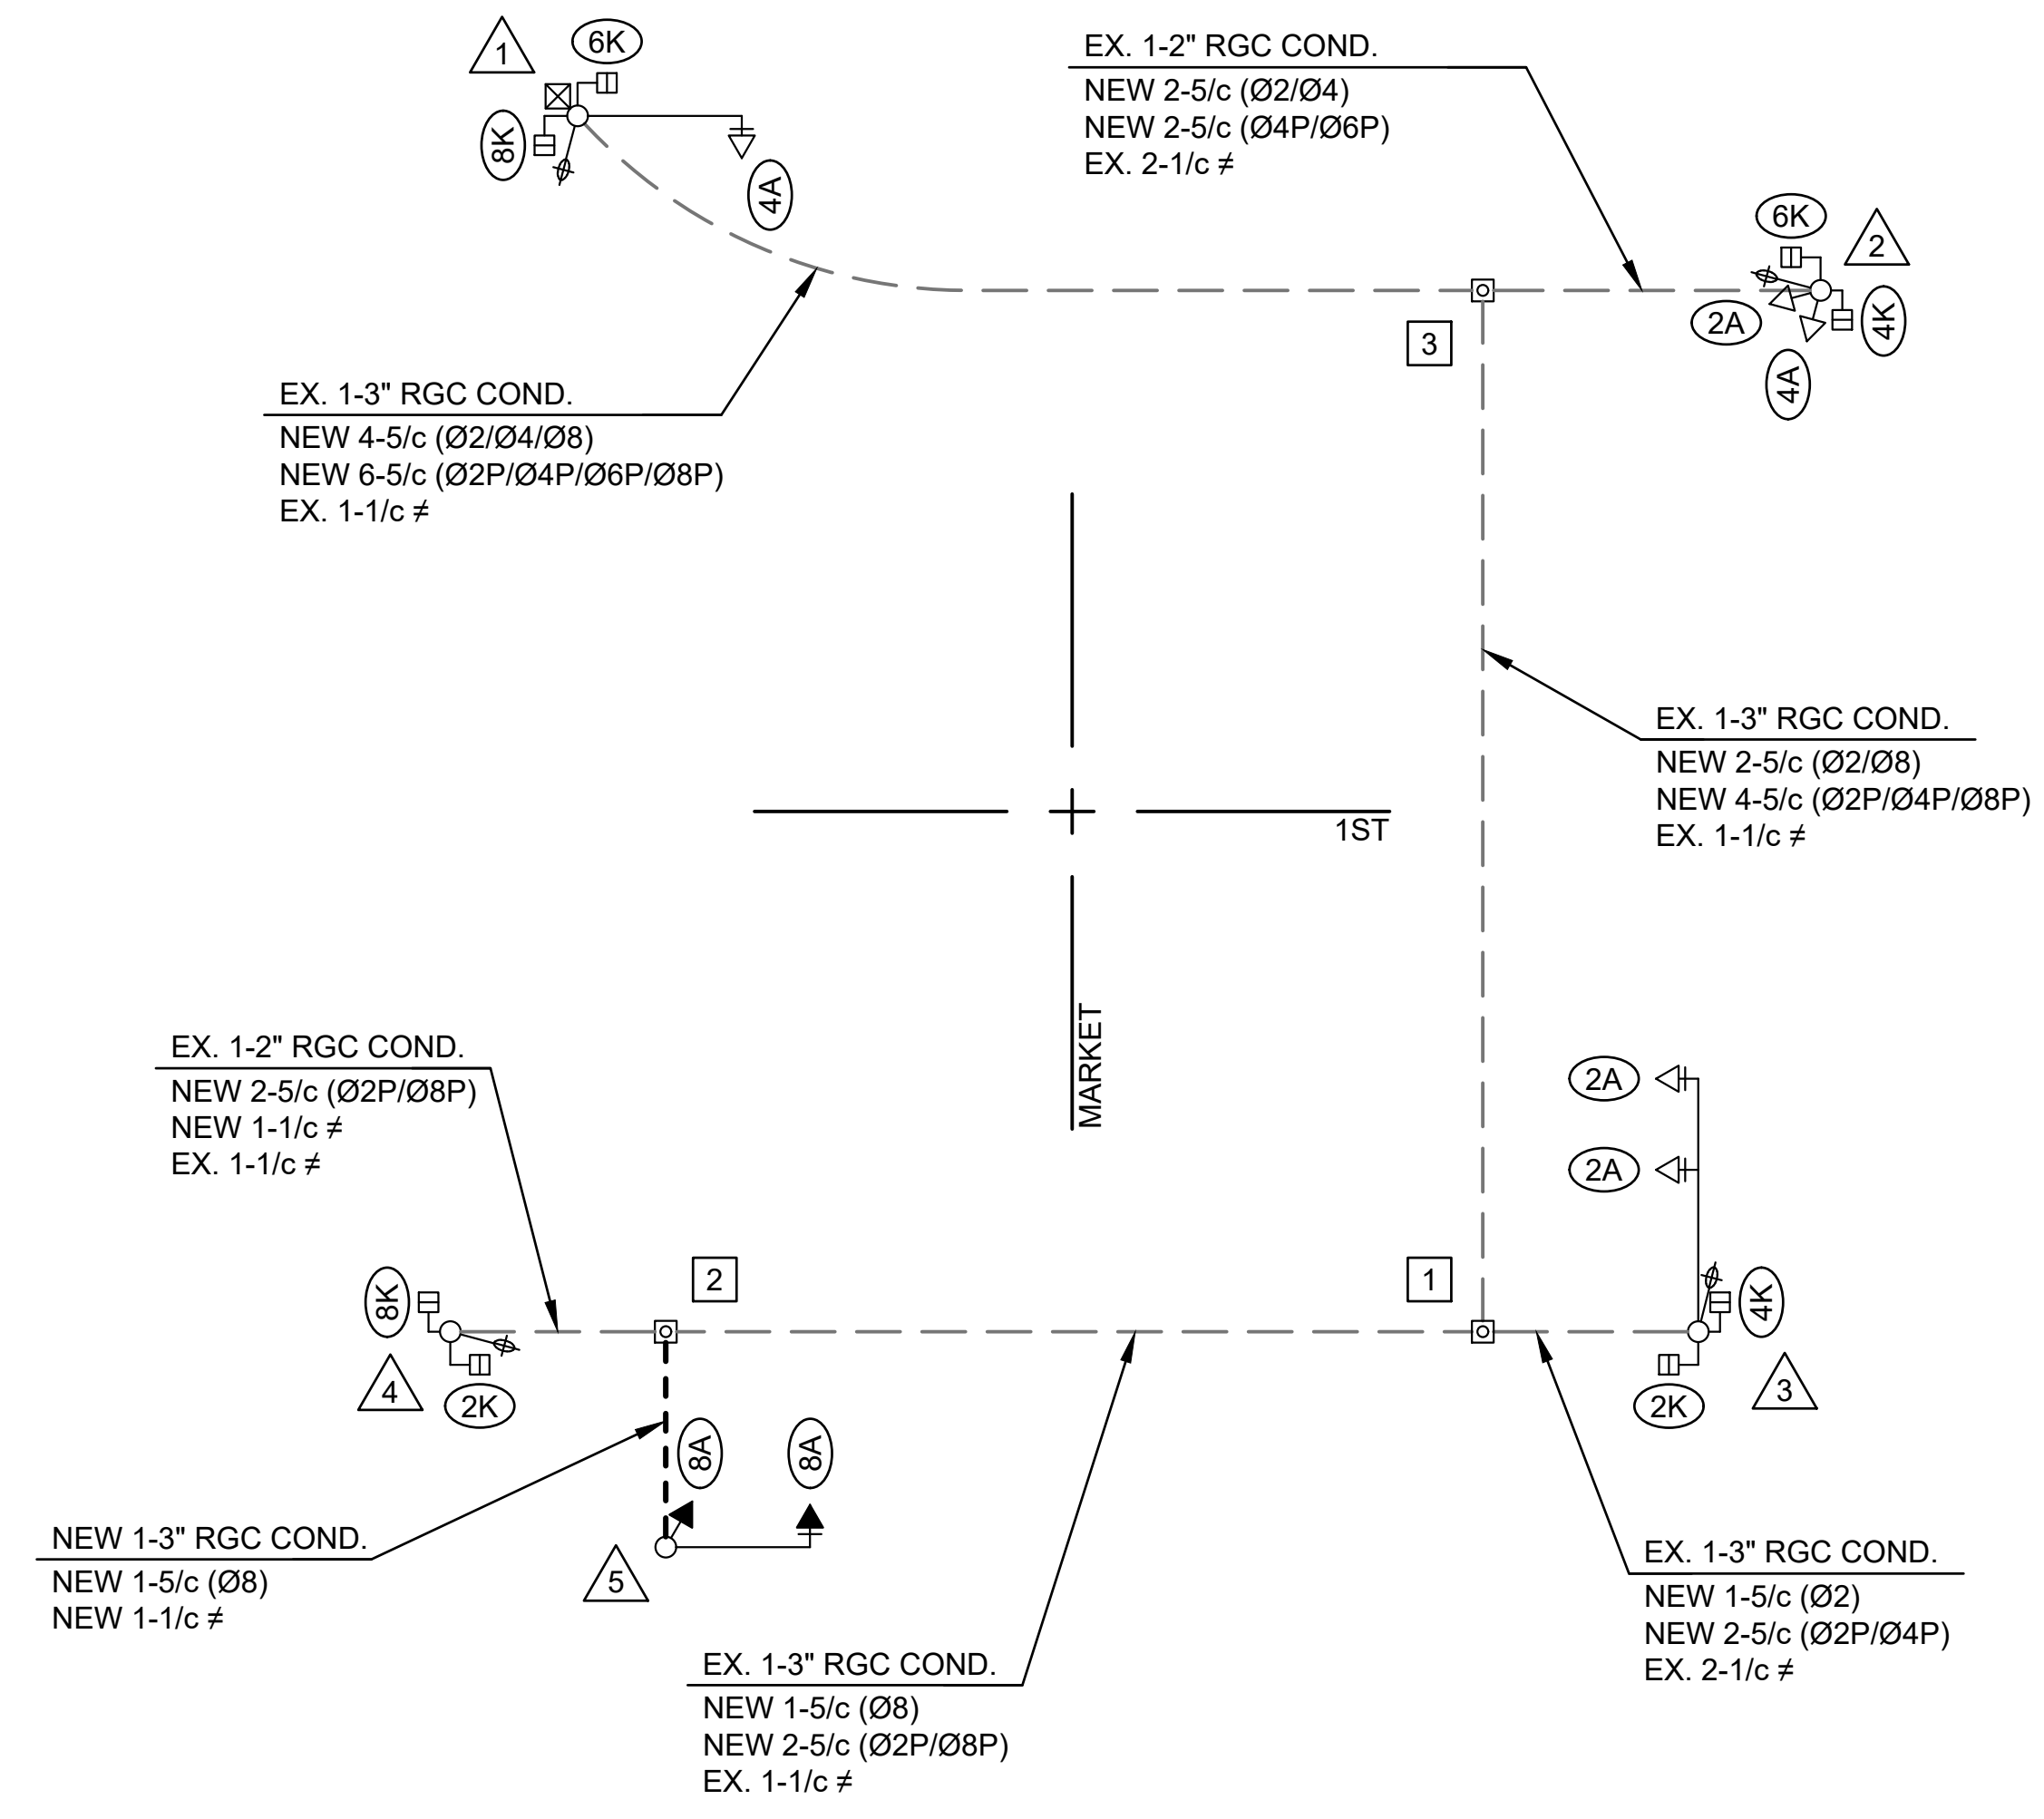 1
6K
8K
4A
EX. 1-2" RGC COND.
NEW 2-5/c (Ø2/Ø4)
NEW 2-5/c (Ø4P/Ø6P)
EX. 2-1/c ≠
6K
2
2A
4K
4A
3
EX. 1-3" RGC COND.
NEW 4-5/c (Ø2/Ø4/Ø8)
NEW 6-5/c (Ø2P/Ø4P/Ø6P/Ø8P)
EX. 1-1/c ≠
EX. 1-3" RGC COND.
NEW 2-5/c (Ø2/Ø8)
NEW 4-5/c (Ø2P/Ø4P/Ø8P)
EX. 1-1/c ≠
1ST
MARKET
EX. 1-2" RGC COND.
NEW 2-5/c (Ø2P/Ø8P)
NEW 1-1/c ≠
EX. 1-1/c ≠
2A
2A
8K
2
1
4K
4
2K
2K
3
8A
8A
NEW 1-3" RGC COND.
NEW 1-5/c (Ø8)
NEW 1-1/c ≠
5
EX. 1-3" RGC COND.
NEW 1-5/c (Ø2)
NEW 2-5/c (Ø2P/Ø4P)
EX. 2-1/c ≠
EX. 1-3" RGC COND.
NEW 1-5/c (Ø8)
NEW 2-5/c (Ø2P/Ø8P)
EX. 1-1/c ≠